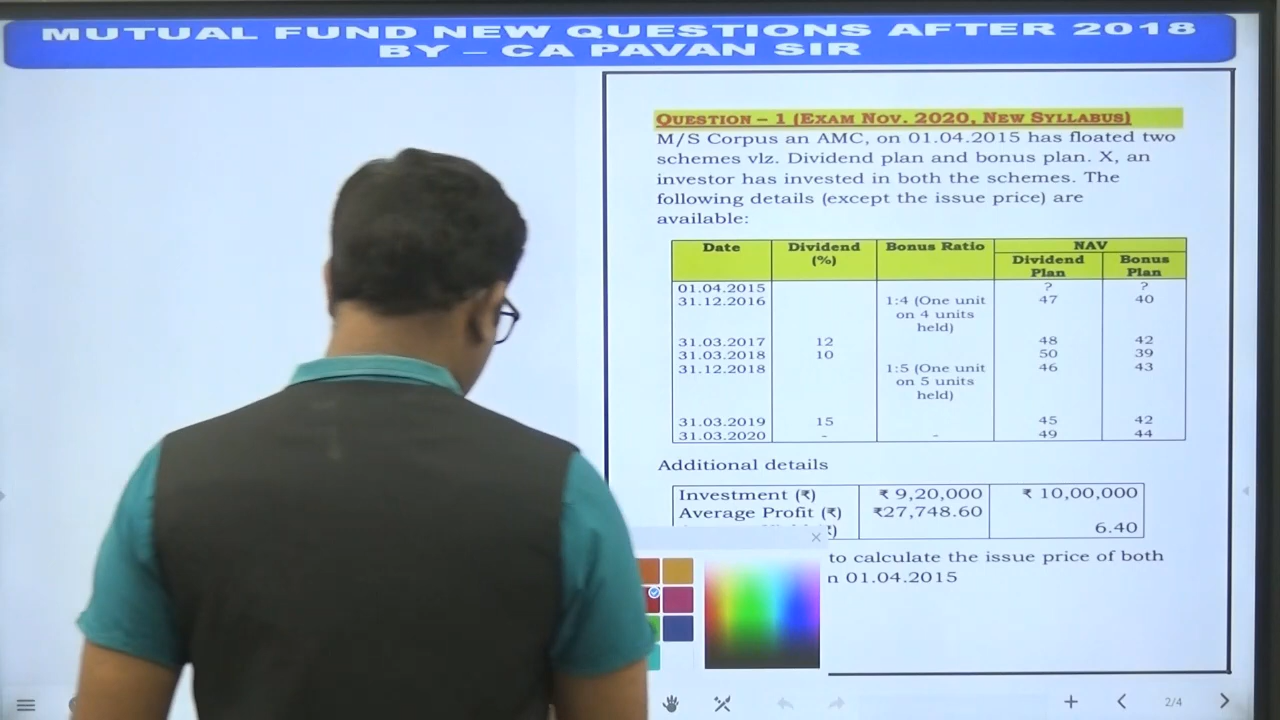 MUTUAL FUND NEW QUESTIONS AFTER 2018
BY – CA PAVAN SIR
QUESTION – 1 (EXAM NOV. 2020, NEW SYLLABUS)
M/S Corpus an AMC, on 01.04.2015 has floated two
schemes vlz. Dividend plan and bonus plan. X, an
investor has invested in both the schemes. The
following details (except the issue price) are
available:
Date Dividend (%) Bonus Ratio NAV
Dividend Plan Bonus Plan
01.04.2015 ? ?
31.12.2016 1:4 (One unit on 4 units held) 47 40
31.03.2017 12 48 42
31.03.2018 10 50 39
31.12.2018 1:5 (One unit on 5 units held) 46 43
31.03.2019 15 45 42
31.03.2020 - - 49 44
Additional details
Investment (₹) ₹ 9,20,000 ₹ 10,00,000
Average Profit (₹) ₹27,748.60
6.40
to calculate the issue price of both
n 01.04.2015
2/4